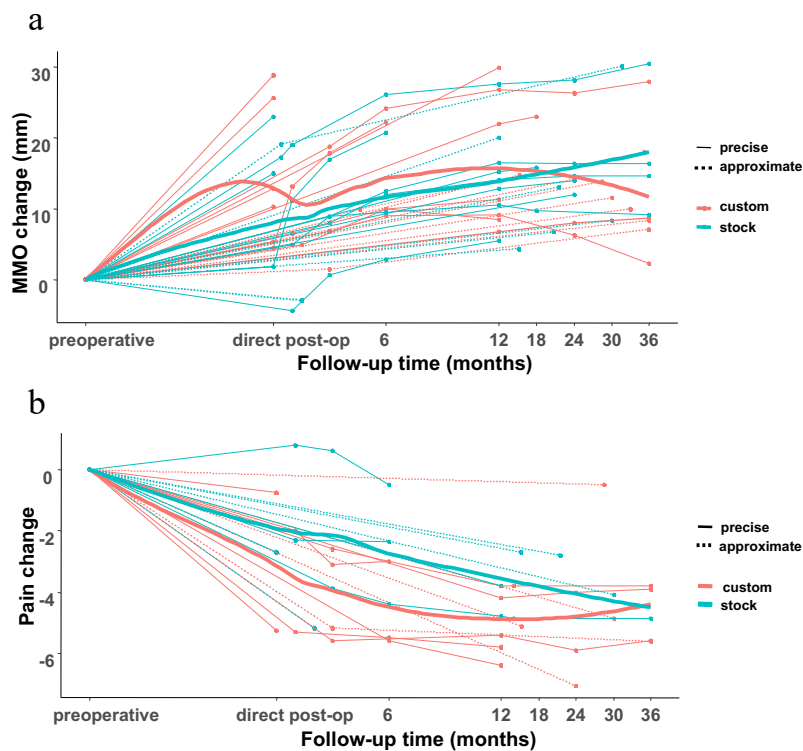 a
MMO change (mm)
30
20
10
0
preoperative direct post-op 6 12 18 24 30 36
Follow-up time (months)
precise
approximate
custom
stock
b
Pain change
0
-2
-4
-6
preoperative direct post-op 6 12 18 24 30 36
Follow-up time (months)
precise
approximate
custom
stock